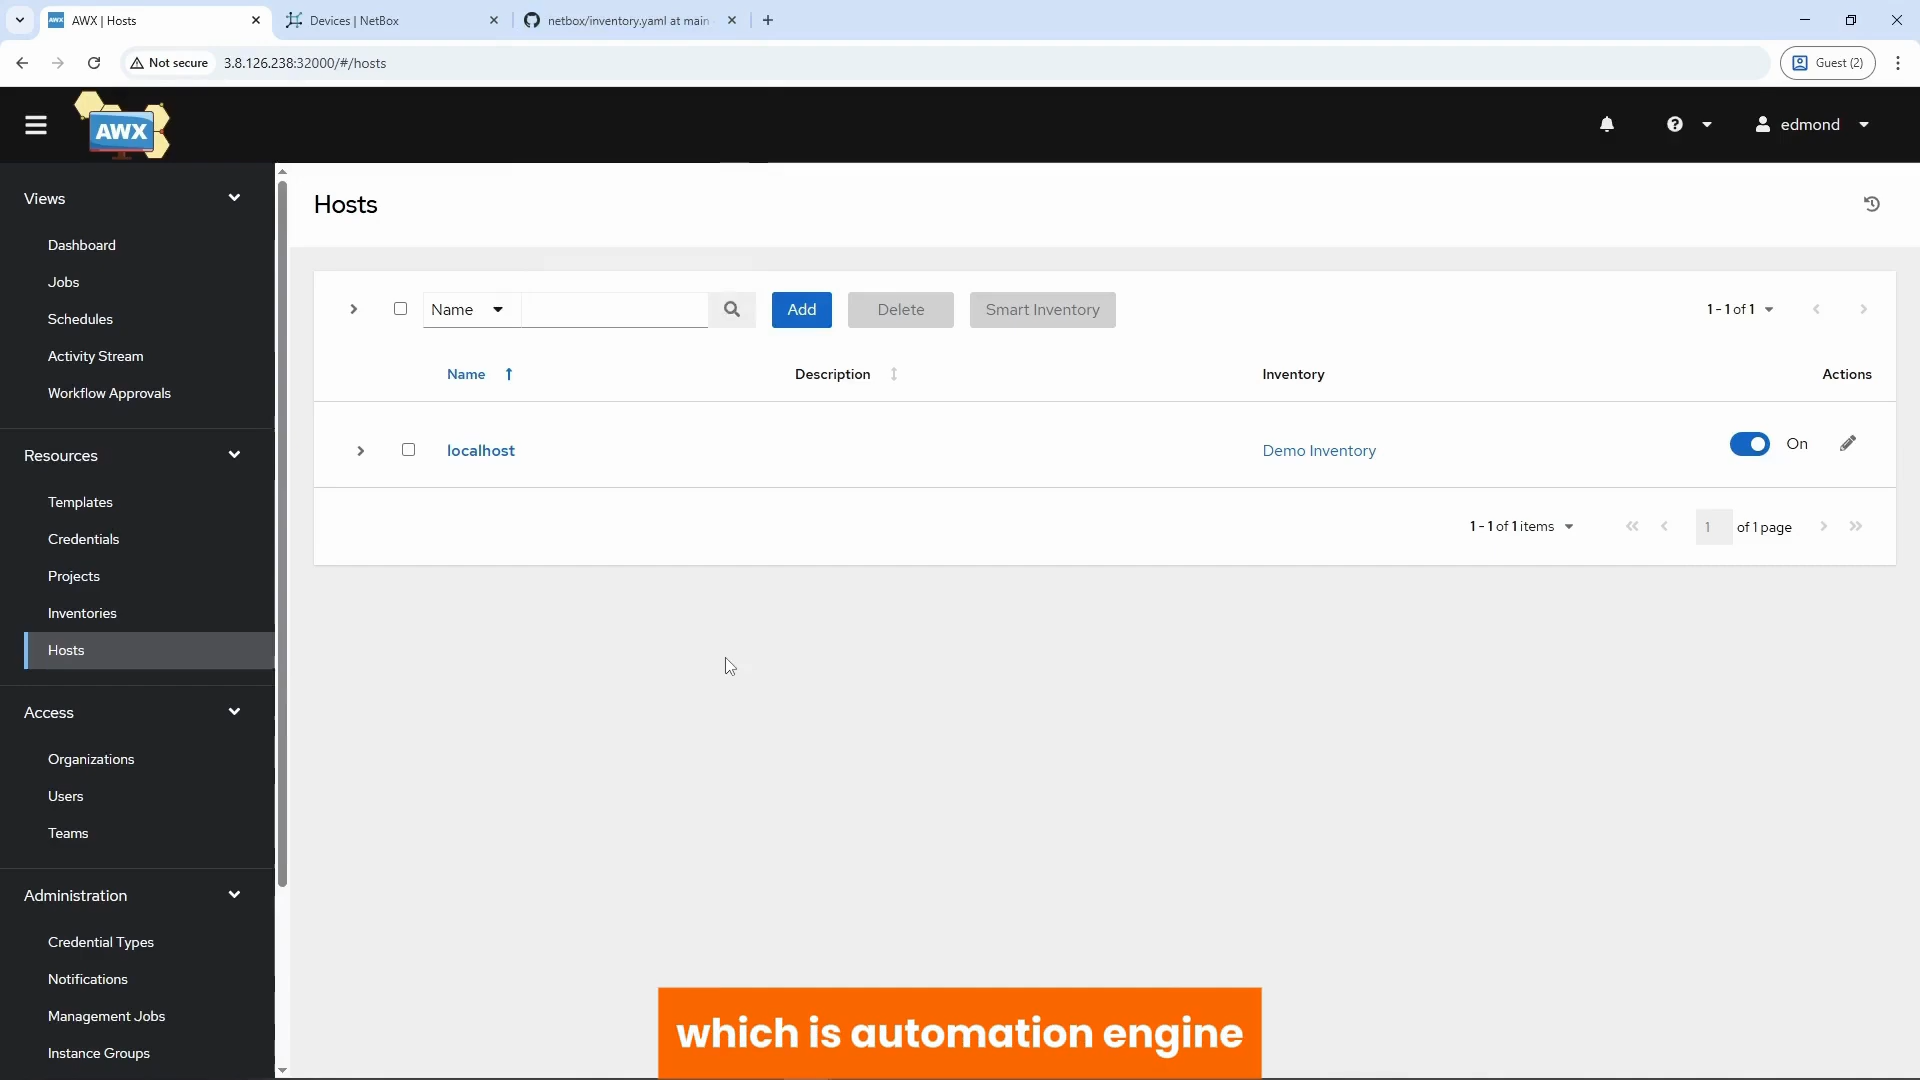 AWX | Hosts
Devices | NetBox
netbox/inventory.yaml at main
Not secure
3.8.126.238:32000/#/hosts
Guest (2)
AWX
edmond
Views
Dashboard
Jobs
Schedules
Activity Stream
Workflow Approvals
Resources
Templates
Credentials
Projects
Inventories
Hosts
Access
Organizations
Users
Teams
Administration
Credential Types
Notifications
Management Jobs
Instance Groups
Hosts
Name
Add
Delete
Smart Inventory
1 - 1 of 1
Name
Description
Inventory
Actions
localhost
Demo Inventory
On
1 - 1 of 1 items
1
of 1 page
which is automation engine